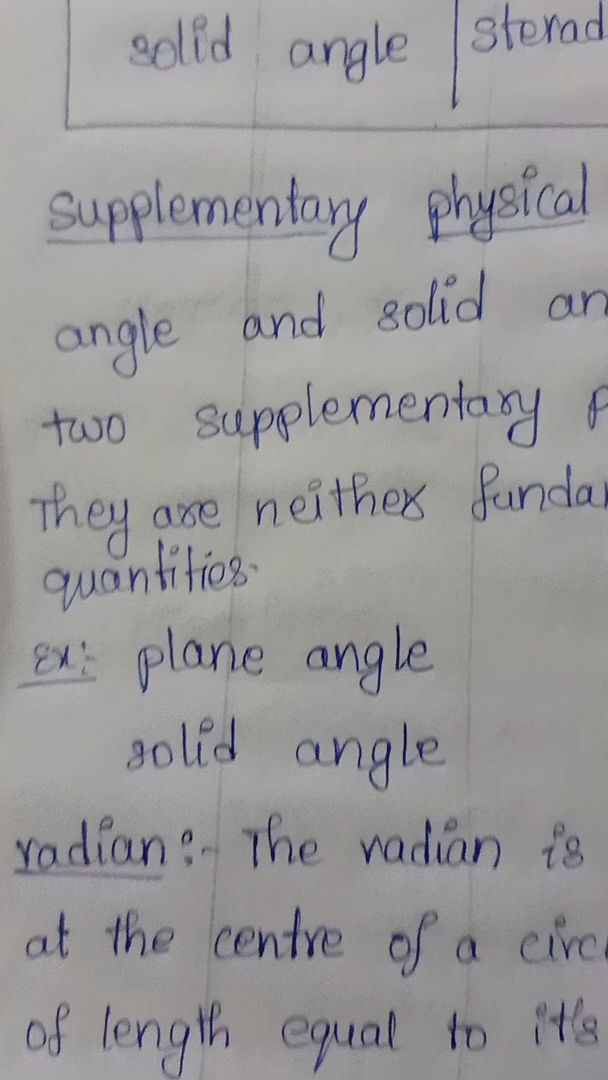 solid angle sterad
supplementary physical
angle and solid an
two supplementary p
They are neither funda
quantities.
Ex:- plane angle
solid angle
radian:- The radian is
at the centre of a circ
of length equal to it's